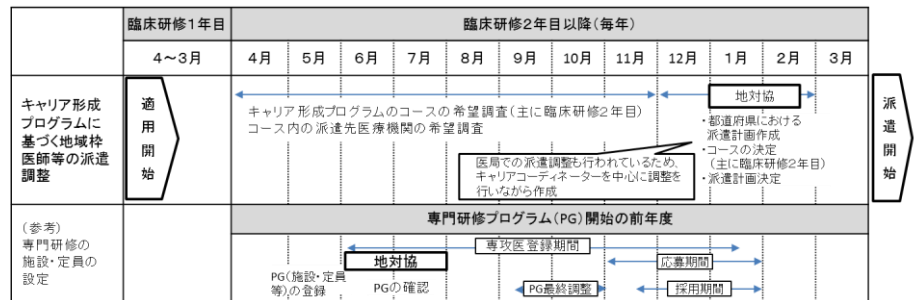 臨床研修1年目
臨床研修2年目以降(毎年)
4～3月
4月 5月 6月 7月 8月 9月 10月 11月 12月 1月 2月 3月
キャリア形成
プログラムに
基づく地域枠
医師等の派遣
調整
適用開始
キャリア形成プログラムのコースの希望調査(主に臨床研修2年目)
コース内の派遣先医療機関の希望調査
医局での派遣調整も行われているため、
キャリアコーディネーターを中心に調整を
行いながら作成
地対協
・都道府県における
派遣計画作成
・コースの決定
(主に臨床研修2年目)
・派遣計画決定
派遣開始
(参考)
専門研修の
施設・定員の
設定
専門研修プログラム(PG)開始の前年度
専攻医登録期間
地対協
応募期間
PG(施設・定員
等)の登録
PGの確認
PG最終調整
採用期間